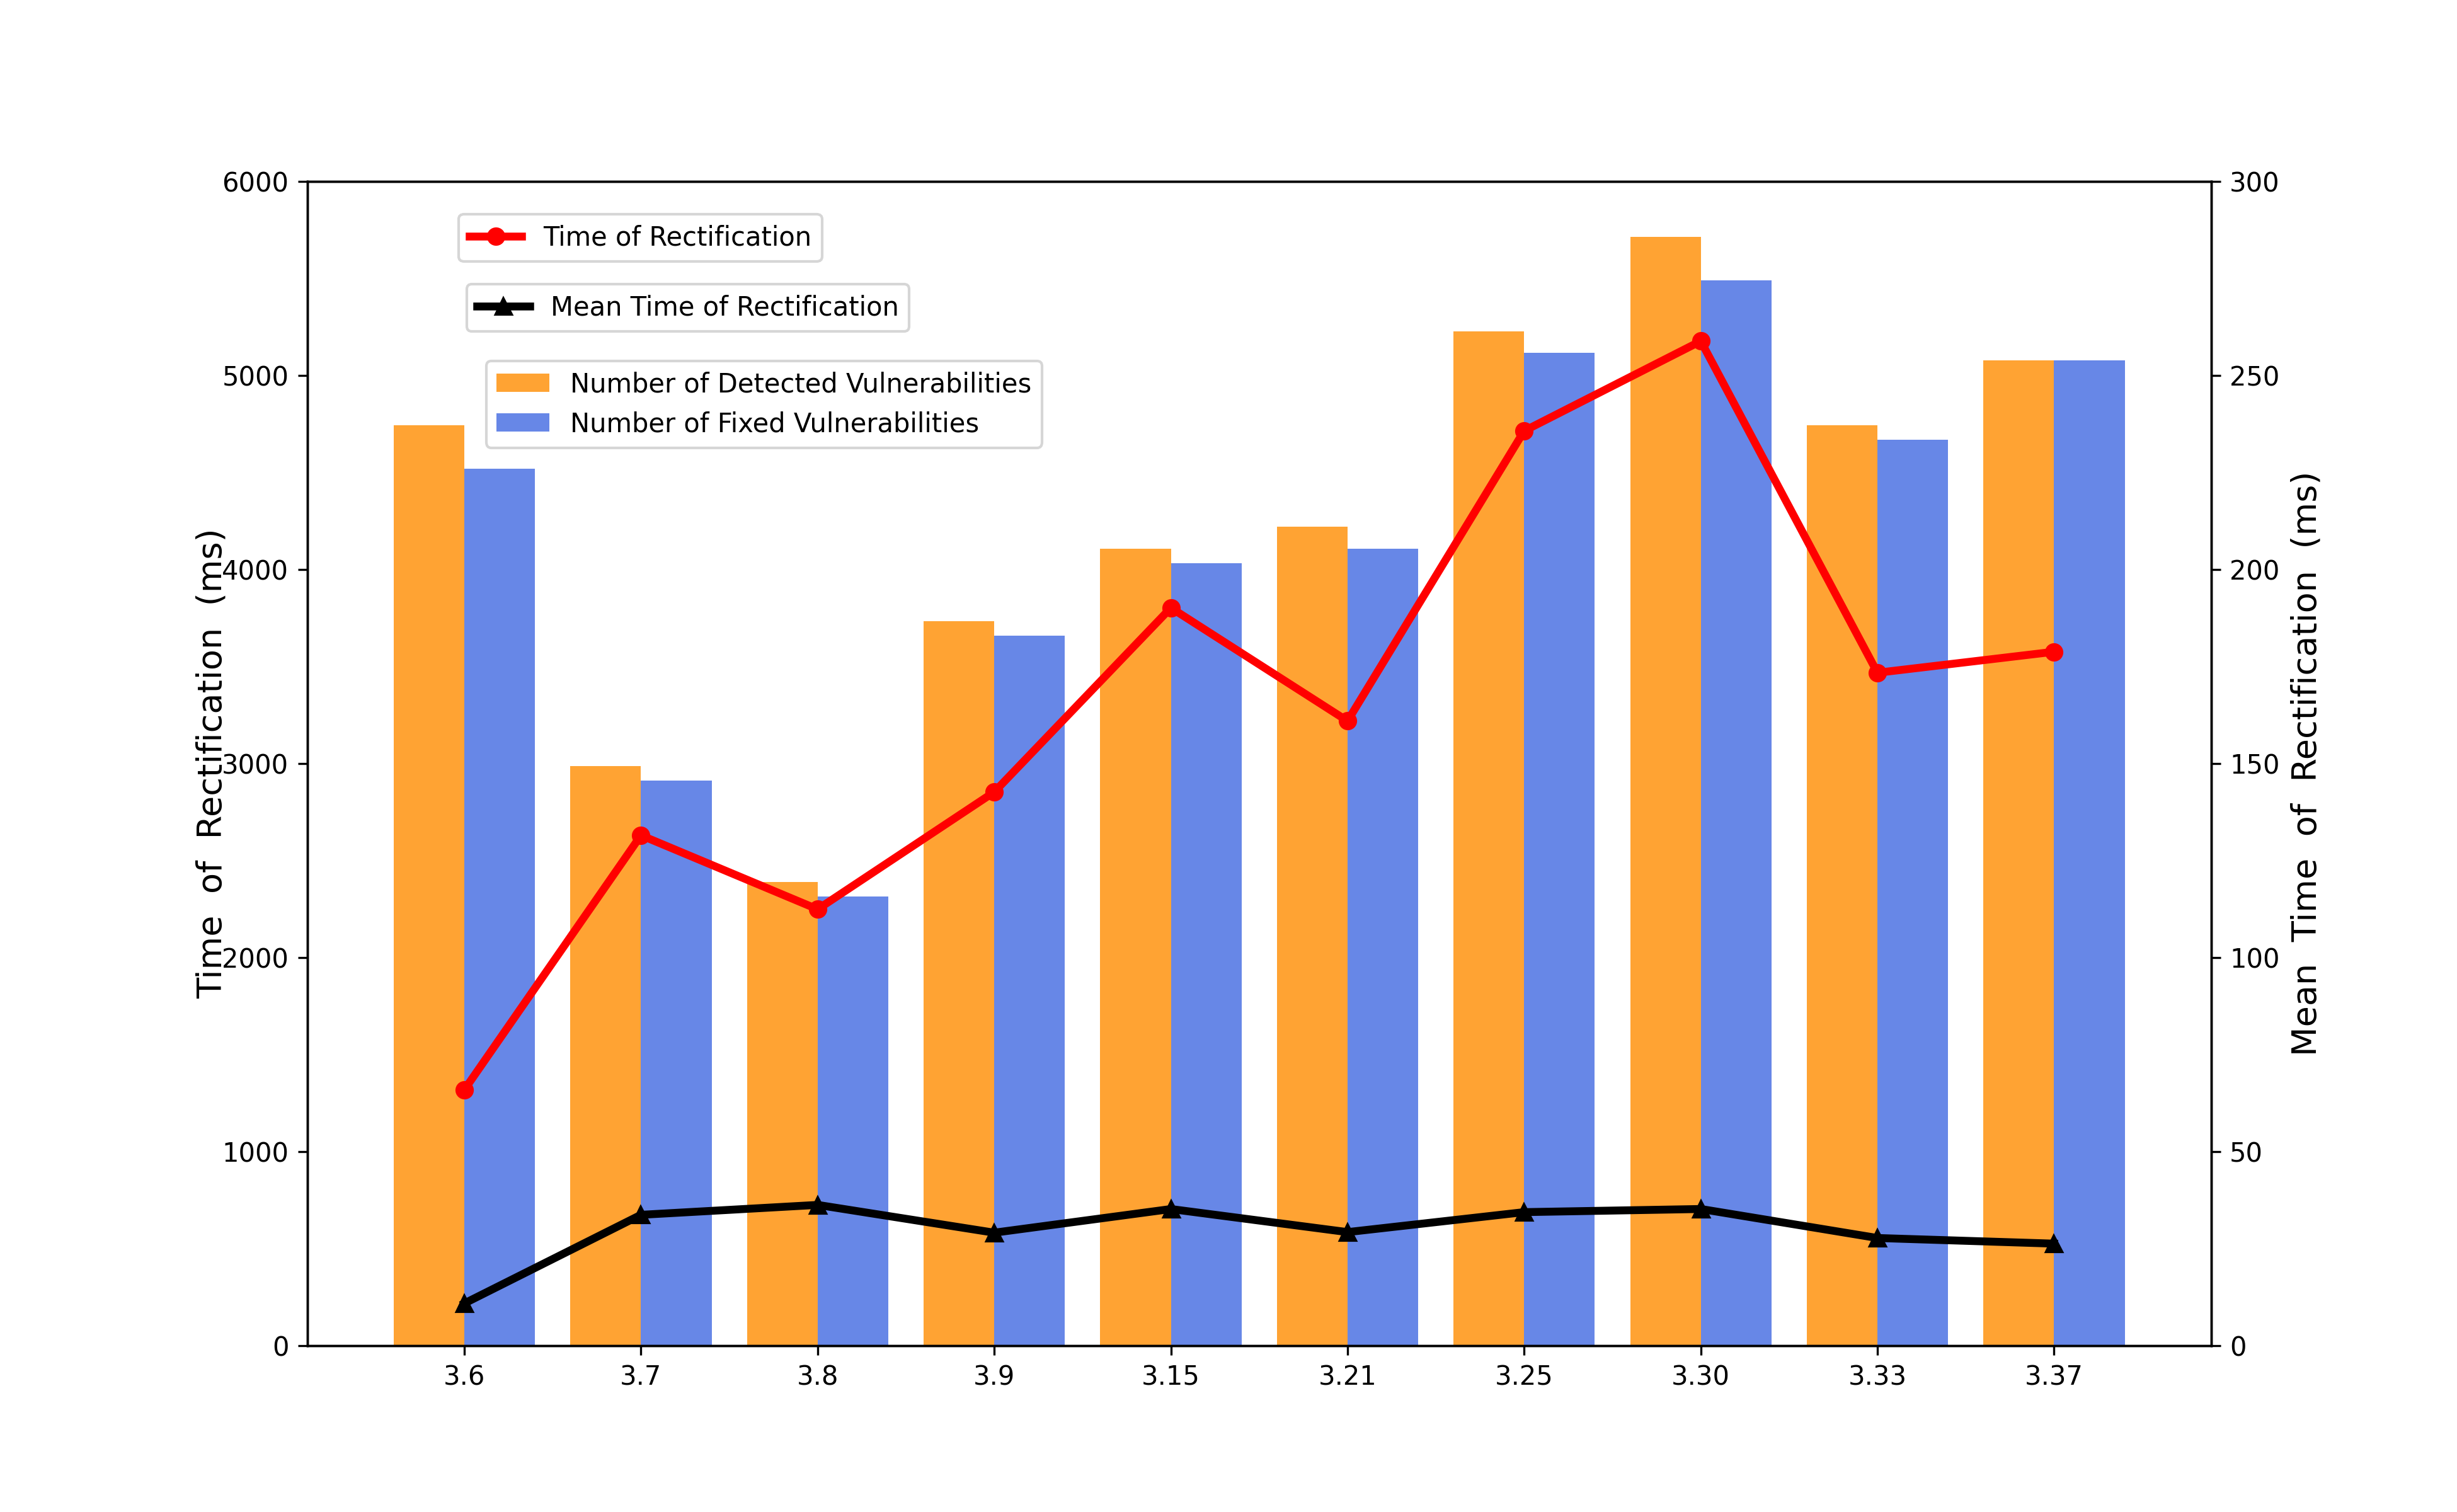 6000
5000
4000
3000
2000
1000
0
Time of Rectification (ms)
Time of Rectification
Mean Time of Rectification
Number of Detected Vulnerabilities
Number of Fixed Vulnerabilities
300
250
200
150
100
50
0
Mean Time of Rectification (ms)
3.6 3.7 3.8 3.9 3.15 3.21 3.25 3.30 3.33 3.37